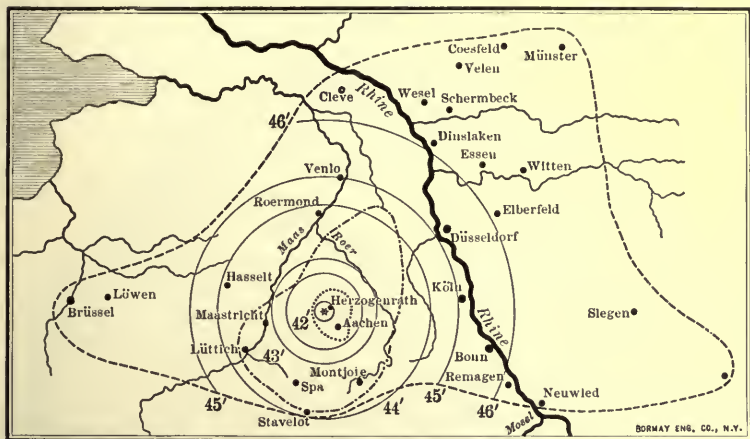 Coesfeld
Münster
Velen
Cleve
Rhine
Wesel
Schermbeck
46'
Dinslaken
Essen
Witten
Venlo
Roermond
Elberfeld
Maas
Roer
Düsseldorf
Hasselt
Löwen
Brüssel
Herzogenrath
Köln
Maastricht
42'
Aachen
Rhine
Siegen
Lüttich
43'
Bonn
Montjoie
Spa
Remagen
45'
44'
45'
46'
Neuwied
Stavelot
Mosel
BORMAY ENG. CO., N.Y.